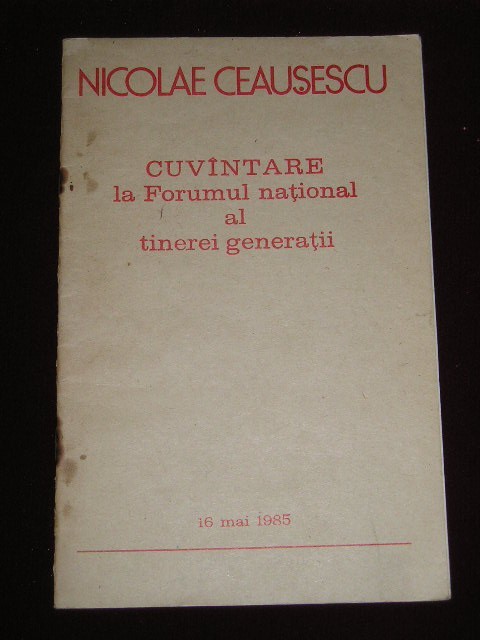 NICOLAE CEAUȘESCU
CUVÎNTARE
la Forumul național
al
tinerei generații
16 mai 1985